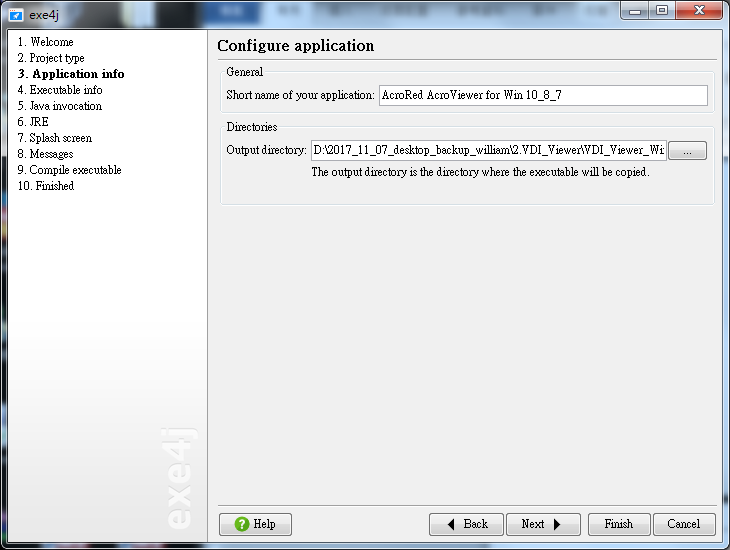 exe4j
1. Welcome
2. Project type
3. Application info
4. Executable info
5. Java invocation
6. JRE
7. Splash screen
8. Messages
9. Compile executable
10. Finished
exe4j
Configure application
General
Short name of your application: AcroRed AcroViewer for Win 10_8_7
Directories
Output directory: D:\2017_11_07_desktop_backup_william\2.VDI_Viewer\VDI_Viewer_Wi ...
The output directory is the directory where the executable will be copied.
Help Back Next Finish Cancel